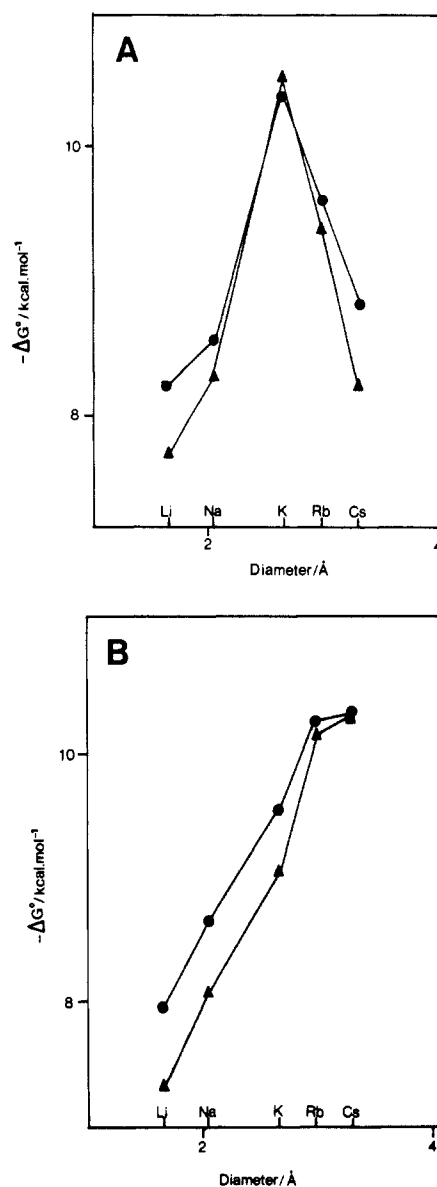 A
10
8
-ΔG°/kcal.mol⁻¹
Li Na K Rb Cs
2 4
Diameter/Å
B
10
8
-ΔG°/kcal.mol⁻¹
Li Na K Rb Cs
2 4
Diameter/Å